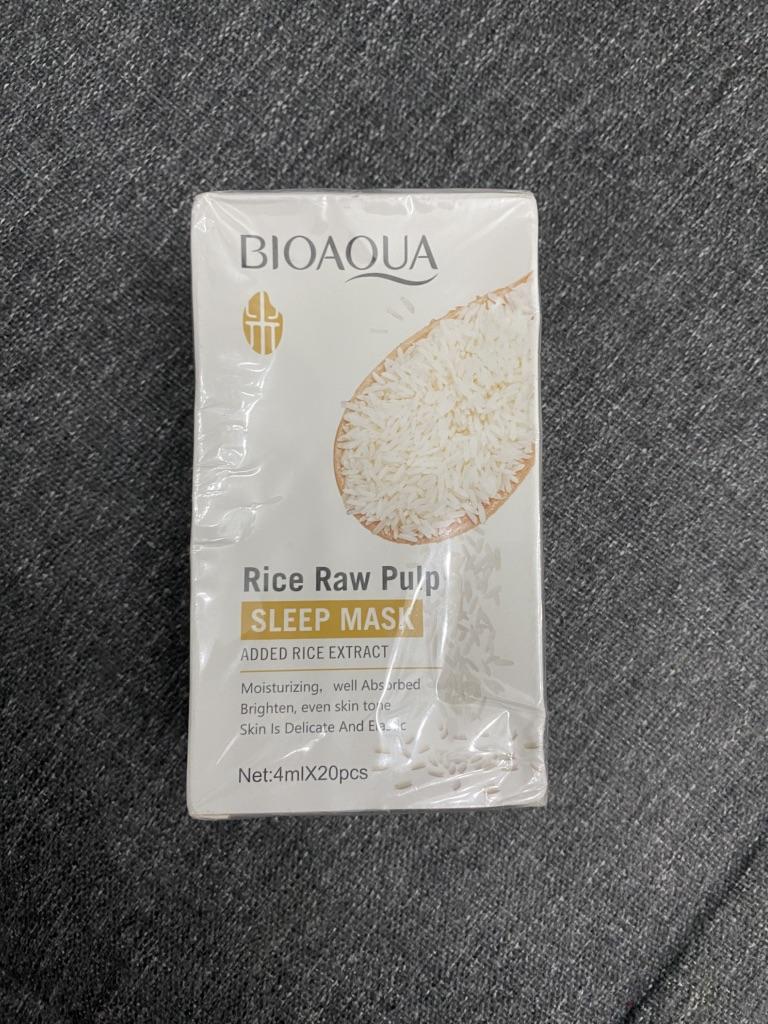 BIOAQUA
Rice Raw Pulp
SLEEP MASK
ADDED RICE EXTRACT
Moisturizing, well Absorbed
Brighten, even skin tone
Skin Is Delicate And Elastic
Net:4mlX20pcs